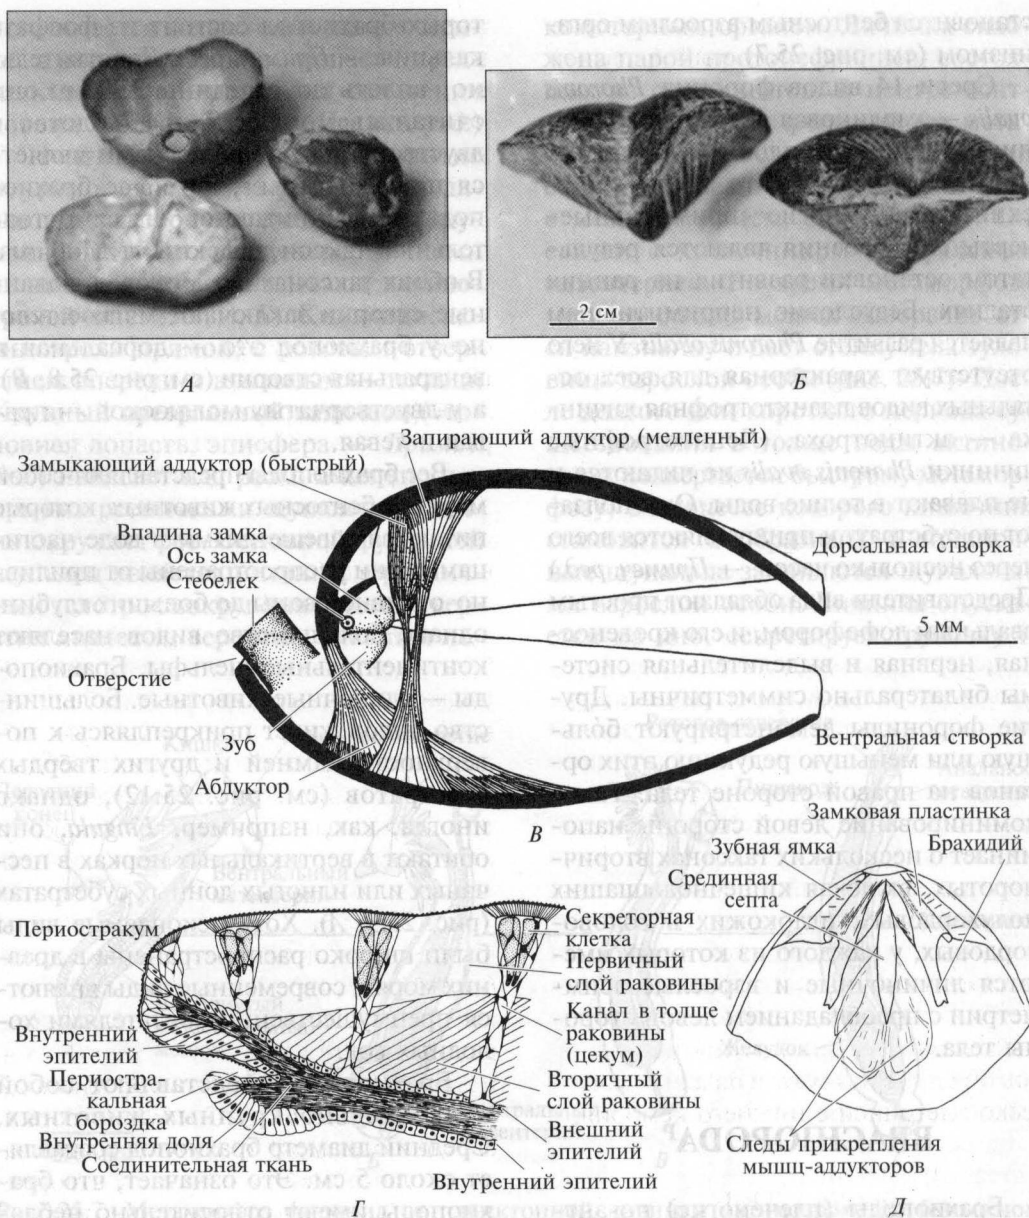 А
2 см
Б
Запирающий аддуктор (медленный)
Замыкающий аддуктор (быстрый)
Впадина замка
Ось замка
Стебелек
Отверстие
Зуб
Абдуктор
Дорсальная створка
5 мм
Вентральная створка
В
Периостракум
Внутренний
эпителий
Периостра-
кальная
бороздка
Внутренняя доля
Соединительная ткань
Секреторная
клетка
Первичный
слой раковины
Канал в толще
раковины
(цекум)
Вторичный
слой раковины
Внешний
эпителий
Внутренний эпителий
Г
Замковая пластинка
Зубная ямка
Брахидий
Срединная
септа
Следы прикрепления
мышц-аддукторов
Д